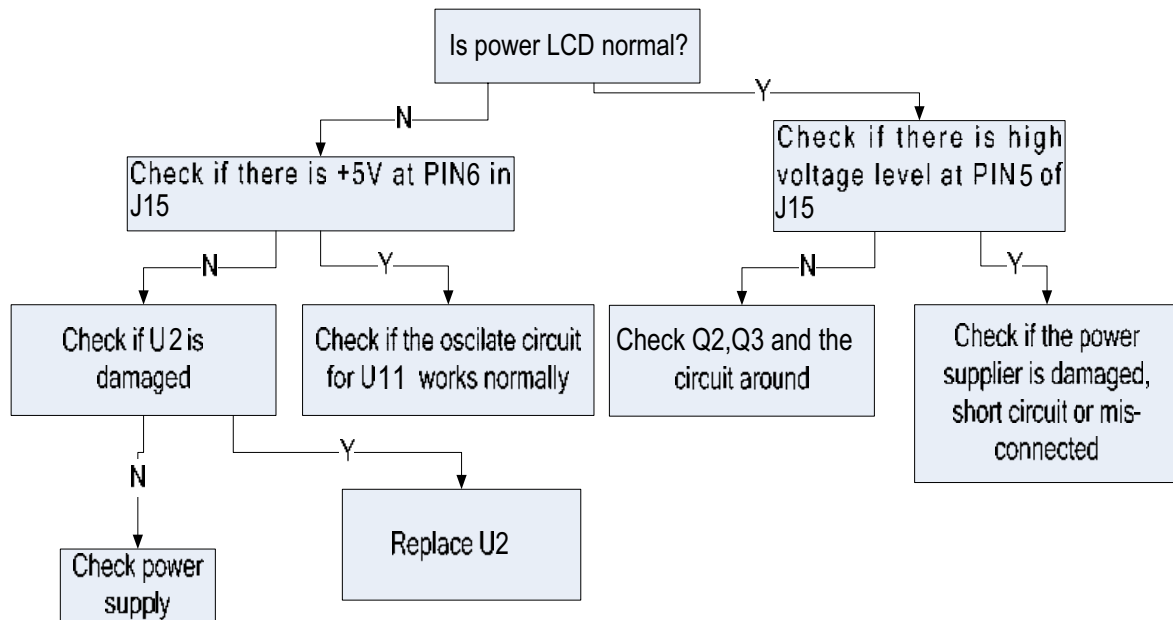 Is power LCD normal?
N
Y
Check if there is +5V at PIN6 in
J15
Check if there is high
voltage level at PIN5 of
J15
N
Y
N
Y
Check if U2 is
damaged
Check if the oscilate circuit
for U11 works normally
Check Q2,Q3 and the
circuit around
Check if the power
supplier is damaged,
short circuit or mis-
connected
N
Y
Check power
supply
Replace U2